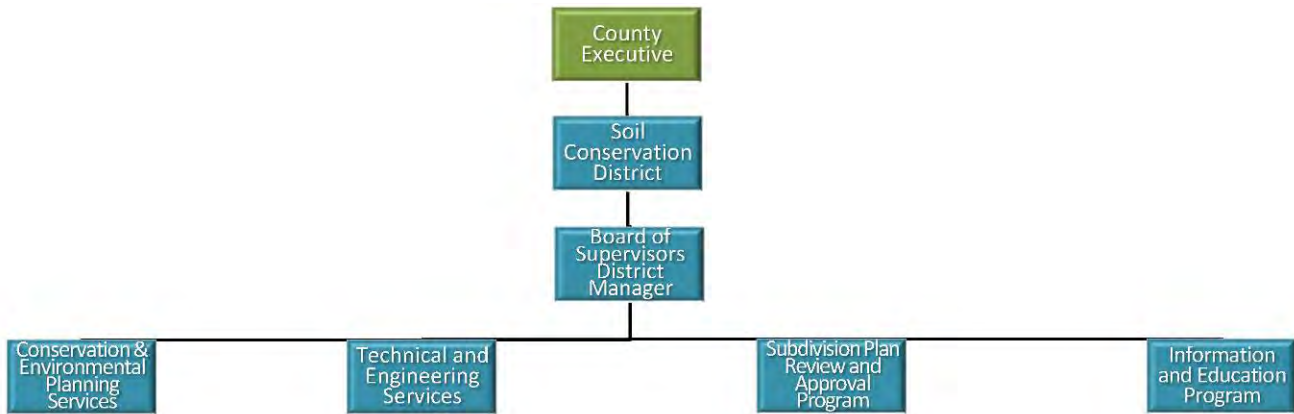 County
Executive
Soil
Conservation
District
Board of
Supervisors
District
Manager
Conservation &
Environmental
Planning
Services
Technical and
Engineering
Services
Subdivision Plan
Review and
Approval
Program
Information
and Education
Program